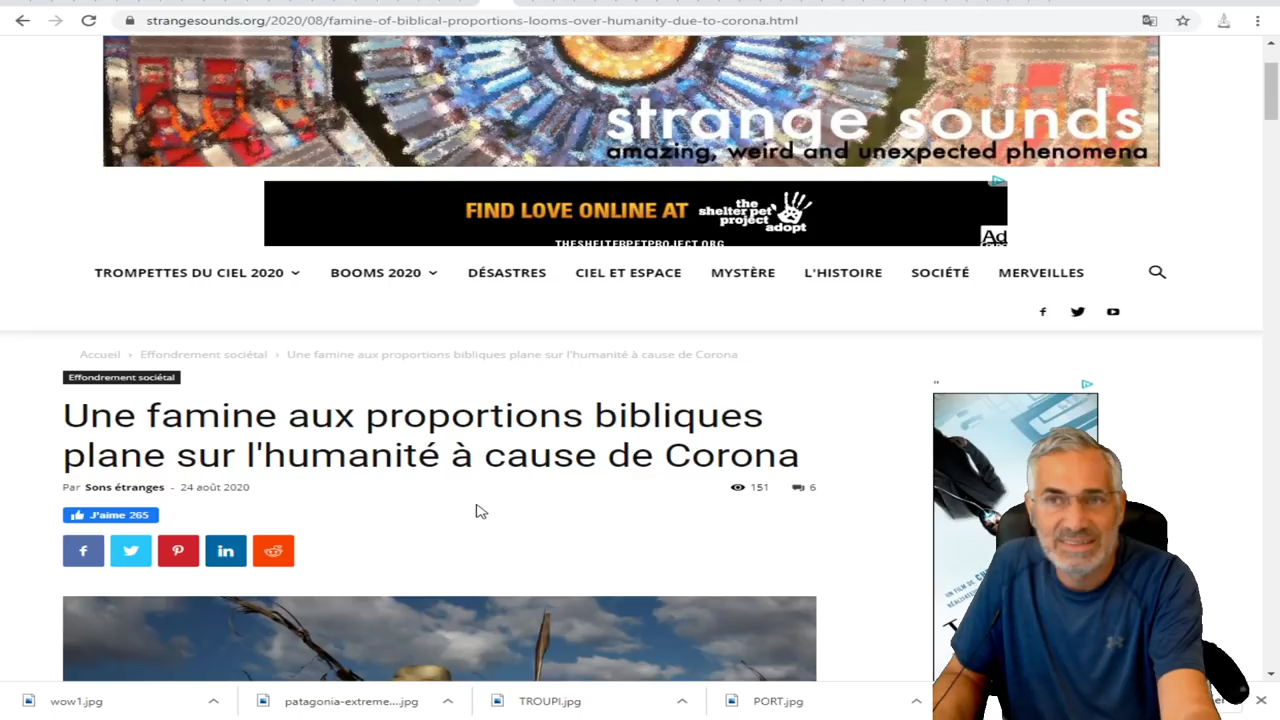 strangesounds.org/2020/08/famine-of-biblical-proportions-looms-over-humanity-due-to-corona.html
strange sounds
amazing, weird and unexpected phenomena
FIND LOVE ONLINE AT the shelter pet project adopt
THESHELTERPETPROJECT.ORG
Ad
TROMPETTES DU CIEL 2020 BOOMS 2020 DÉSASTRES CIEL ET ESPACE MYSTÈRE L'HISTOIRE SOCIÉTÉ MERVEILLES
Accueil › Effondrement sociétal › Une famine aux proportions bibliques plane sur l'humanité à cause de Corona
Effondrement sociétal
Une famine aux proportions bibliques
plane sur l'humanité à cause de Corona
Par Sons étranges - 24 août 2020 151 6
J'aime 265
UN FILM DE
wow1.jpg patagonia-extreme....jpg TROUPI.jpg PORT.jpg